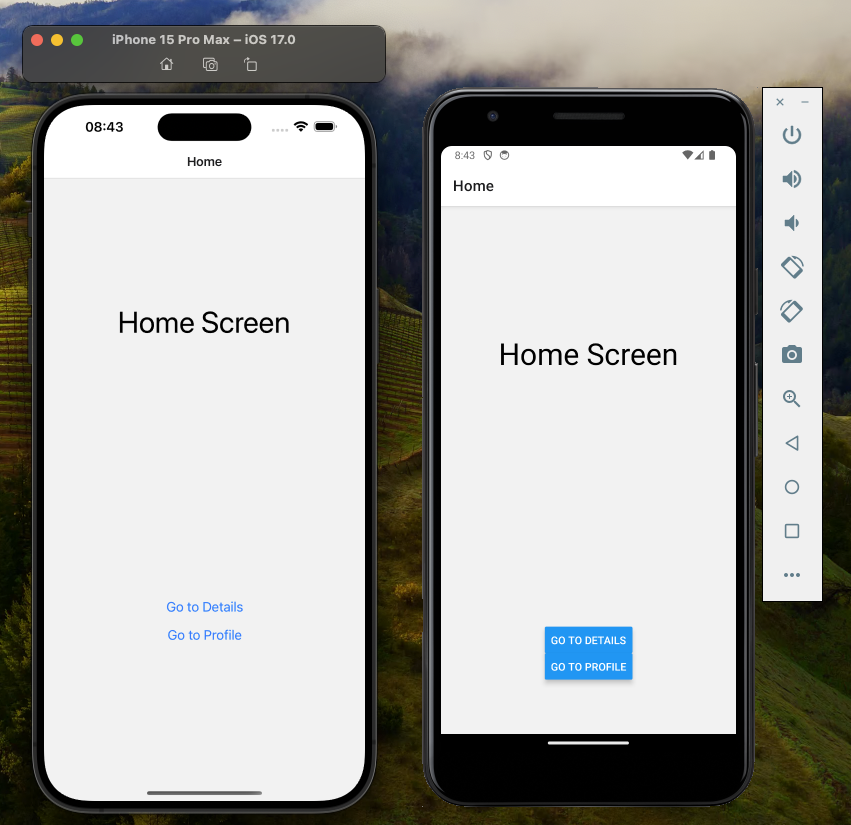 iPhone 15 Pro Max – iOS 17.0
08:43
Home
Home Screen
Go to Details
Go to Profile
8:43
Home
Home Screen
GO TO DETAILS
GO TO PROFILE